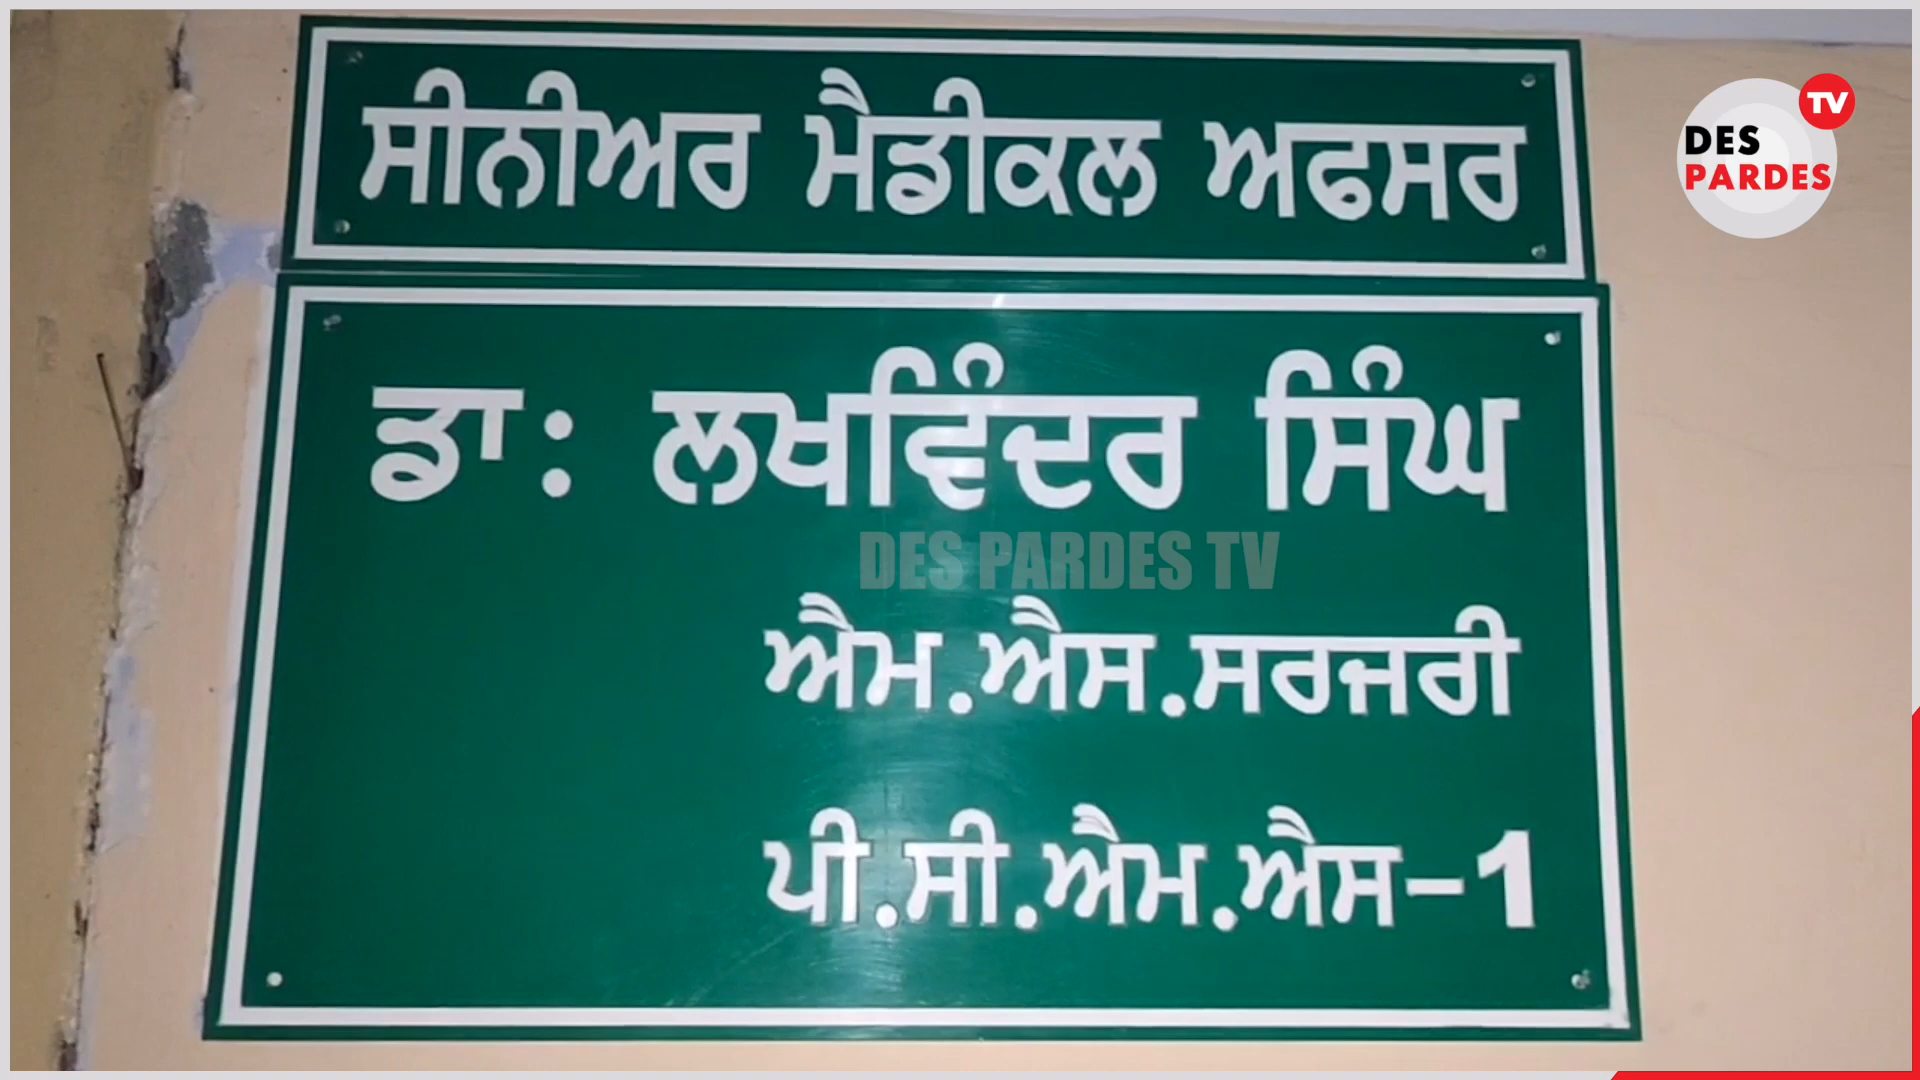 ਸੀਨੀਅਰ ਮੈਡੀਕਲ ਅਫਸਰ
TV
DES
PARDES
ਡਾ: ਲਖਵਿੰਦਰ ਸਿੰਘ
DES PARDES TV
ਐਮ.ਐਸ.ਸਰਜਰੀ
ਪੀ.ਸੀ.ਐਮ.ਐਸ-1